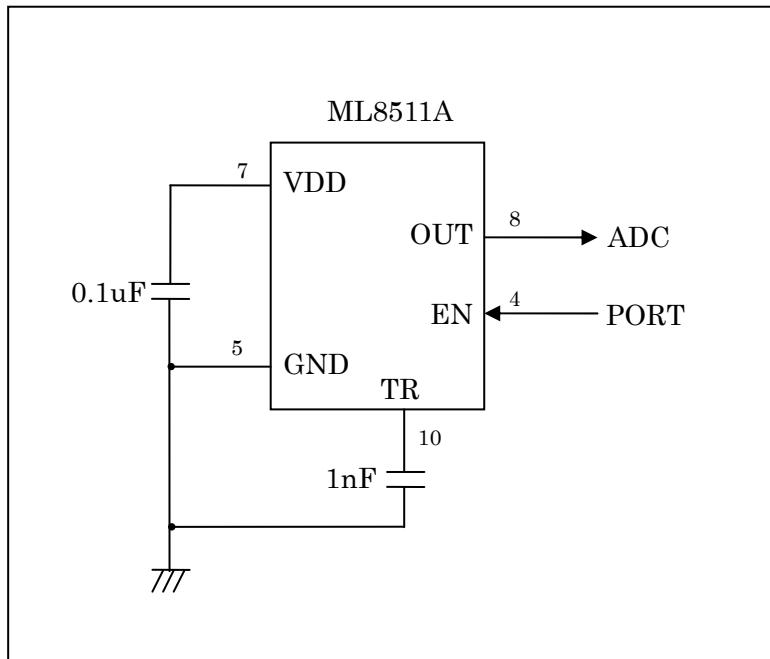 ML8511A
7
VDD
OUT
8
ADC
0.1uF
EN
4
PORT
5
GND
TR
10
1nF